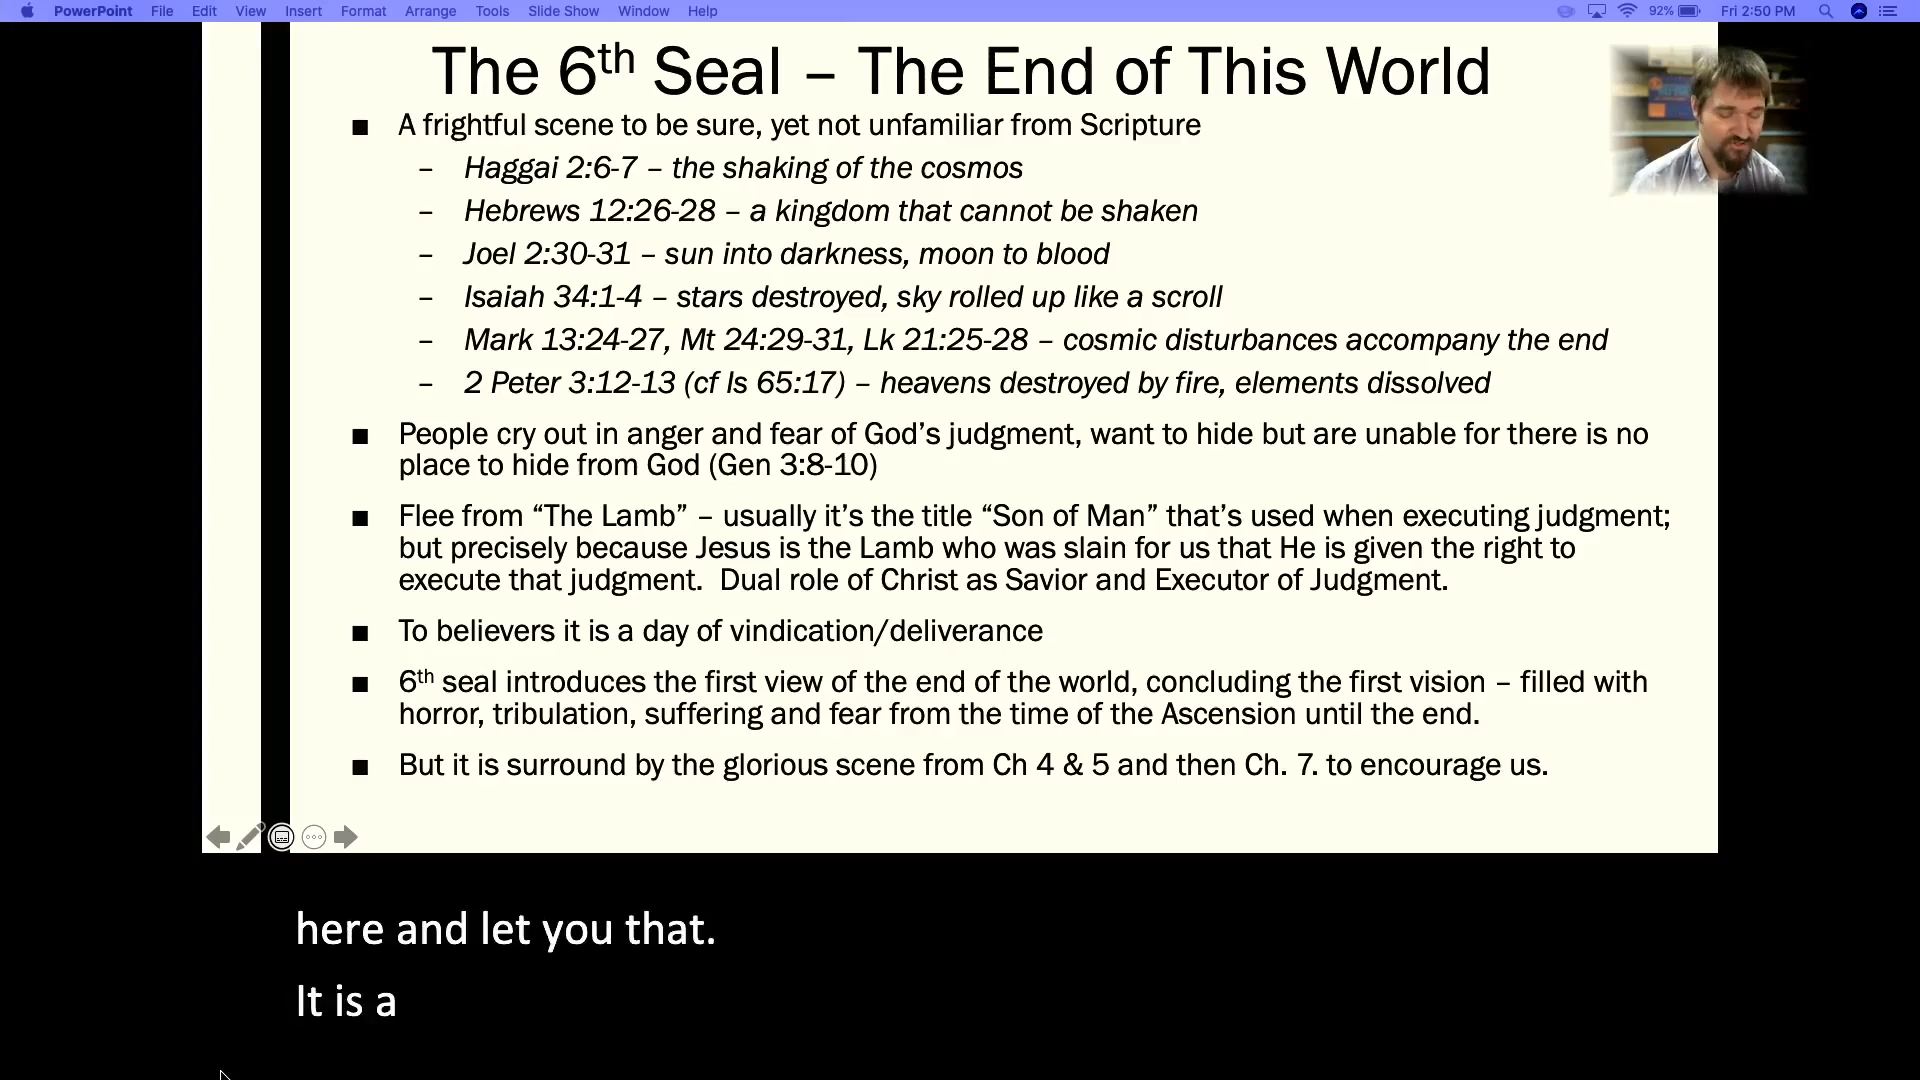 PowerPoint File Edit View Insert Format Arrange Tools Slide Show Window Help 92% Fri 2:50 PM
The 6th Seal – The End of This World
■ A frightful scene to be sure, yet not unfamiliar from Scripture
– Haggai 2:6-7 – the shaking of the cosmos
– Hebrews 12:26-28 – a kingdom that cannot be shaken
– Joel 2:30-31 – sun into darkness, moon to blood
– Isaiah 34:1-4 – stars destroyed, sky rolled up like a scroll
– Mark 13:24-27, Mt 24:29-31, Lk 21:25-28 – cosmic disturbances accompany the end
– 2 Peter 3:12-13 (cf Is 65:17) – heavens destroyed by fire, elements dissolved
■ People cry out in anger and fear of God’s judgment, want to hide but are unable for there is no
place to hide from God (Gen 3:8-10)
■ Flee from “The Lamb” – usually it’s the title “Son of Man” that’s used when executing judgment;
but precisely because Jesus is the Lamb who was slain for us that He is given the right to
execute that judgment.  Dual role of Christ as Savior and Executor of Judgment.
■ To believers it is a day of vindication/deliverance
■ 6th seal introduces the first view of the end of the world, concluding the first vision – filled with
horror, tribulation, suffering and fear from the time of the Ascension until the end.
■ But it is surround by the glorious scene from Ch 4 & 5 and then Ch. 7. to encourage us.
here and let you that.
It is a